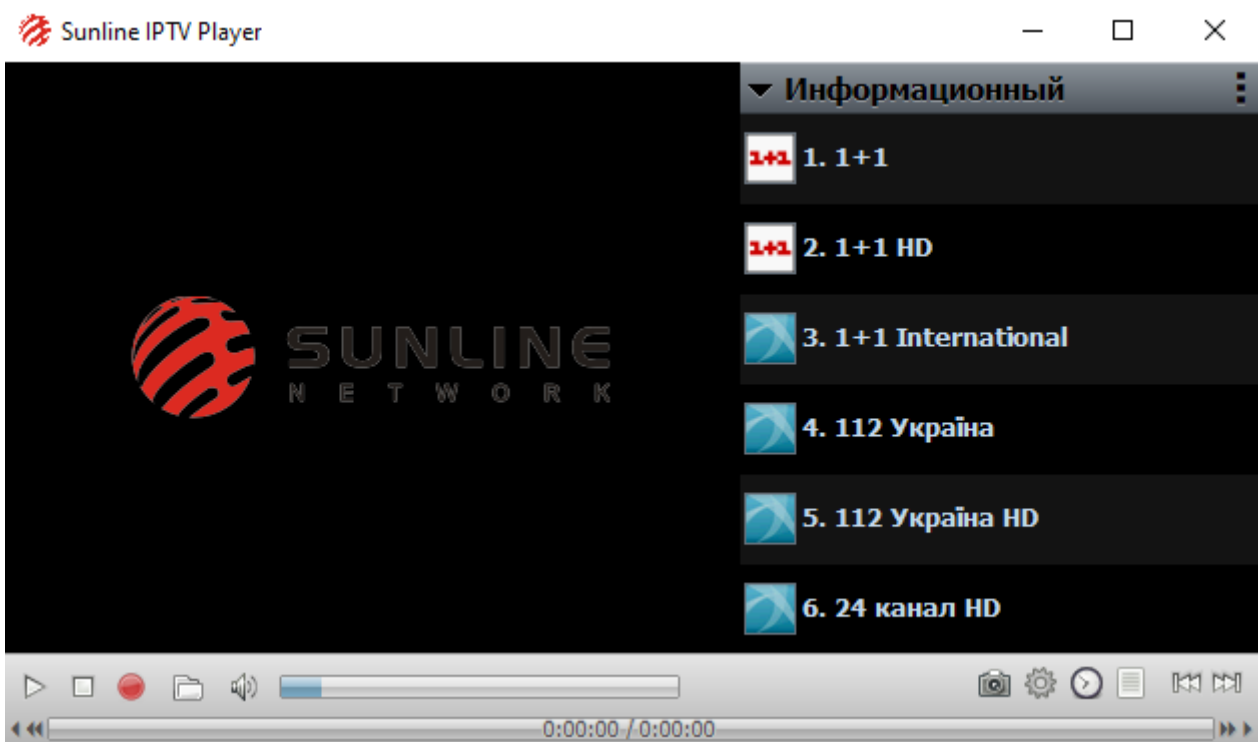 Sunline IPTV Player
Информационный
1+1 1. 1+1
1+1 2. 1+1 HD
3. 1+1 International
4. 112 Україна
5. 112 Україна HD
6. 24 канал HD
SUNLINE
NETWORK
0:00:00 / 0:00:00